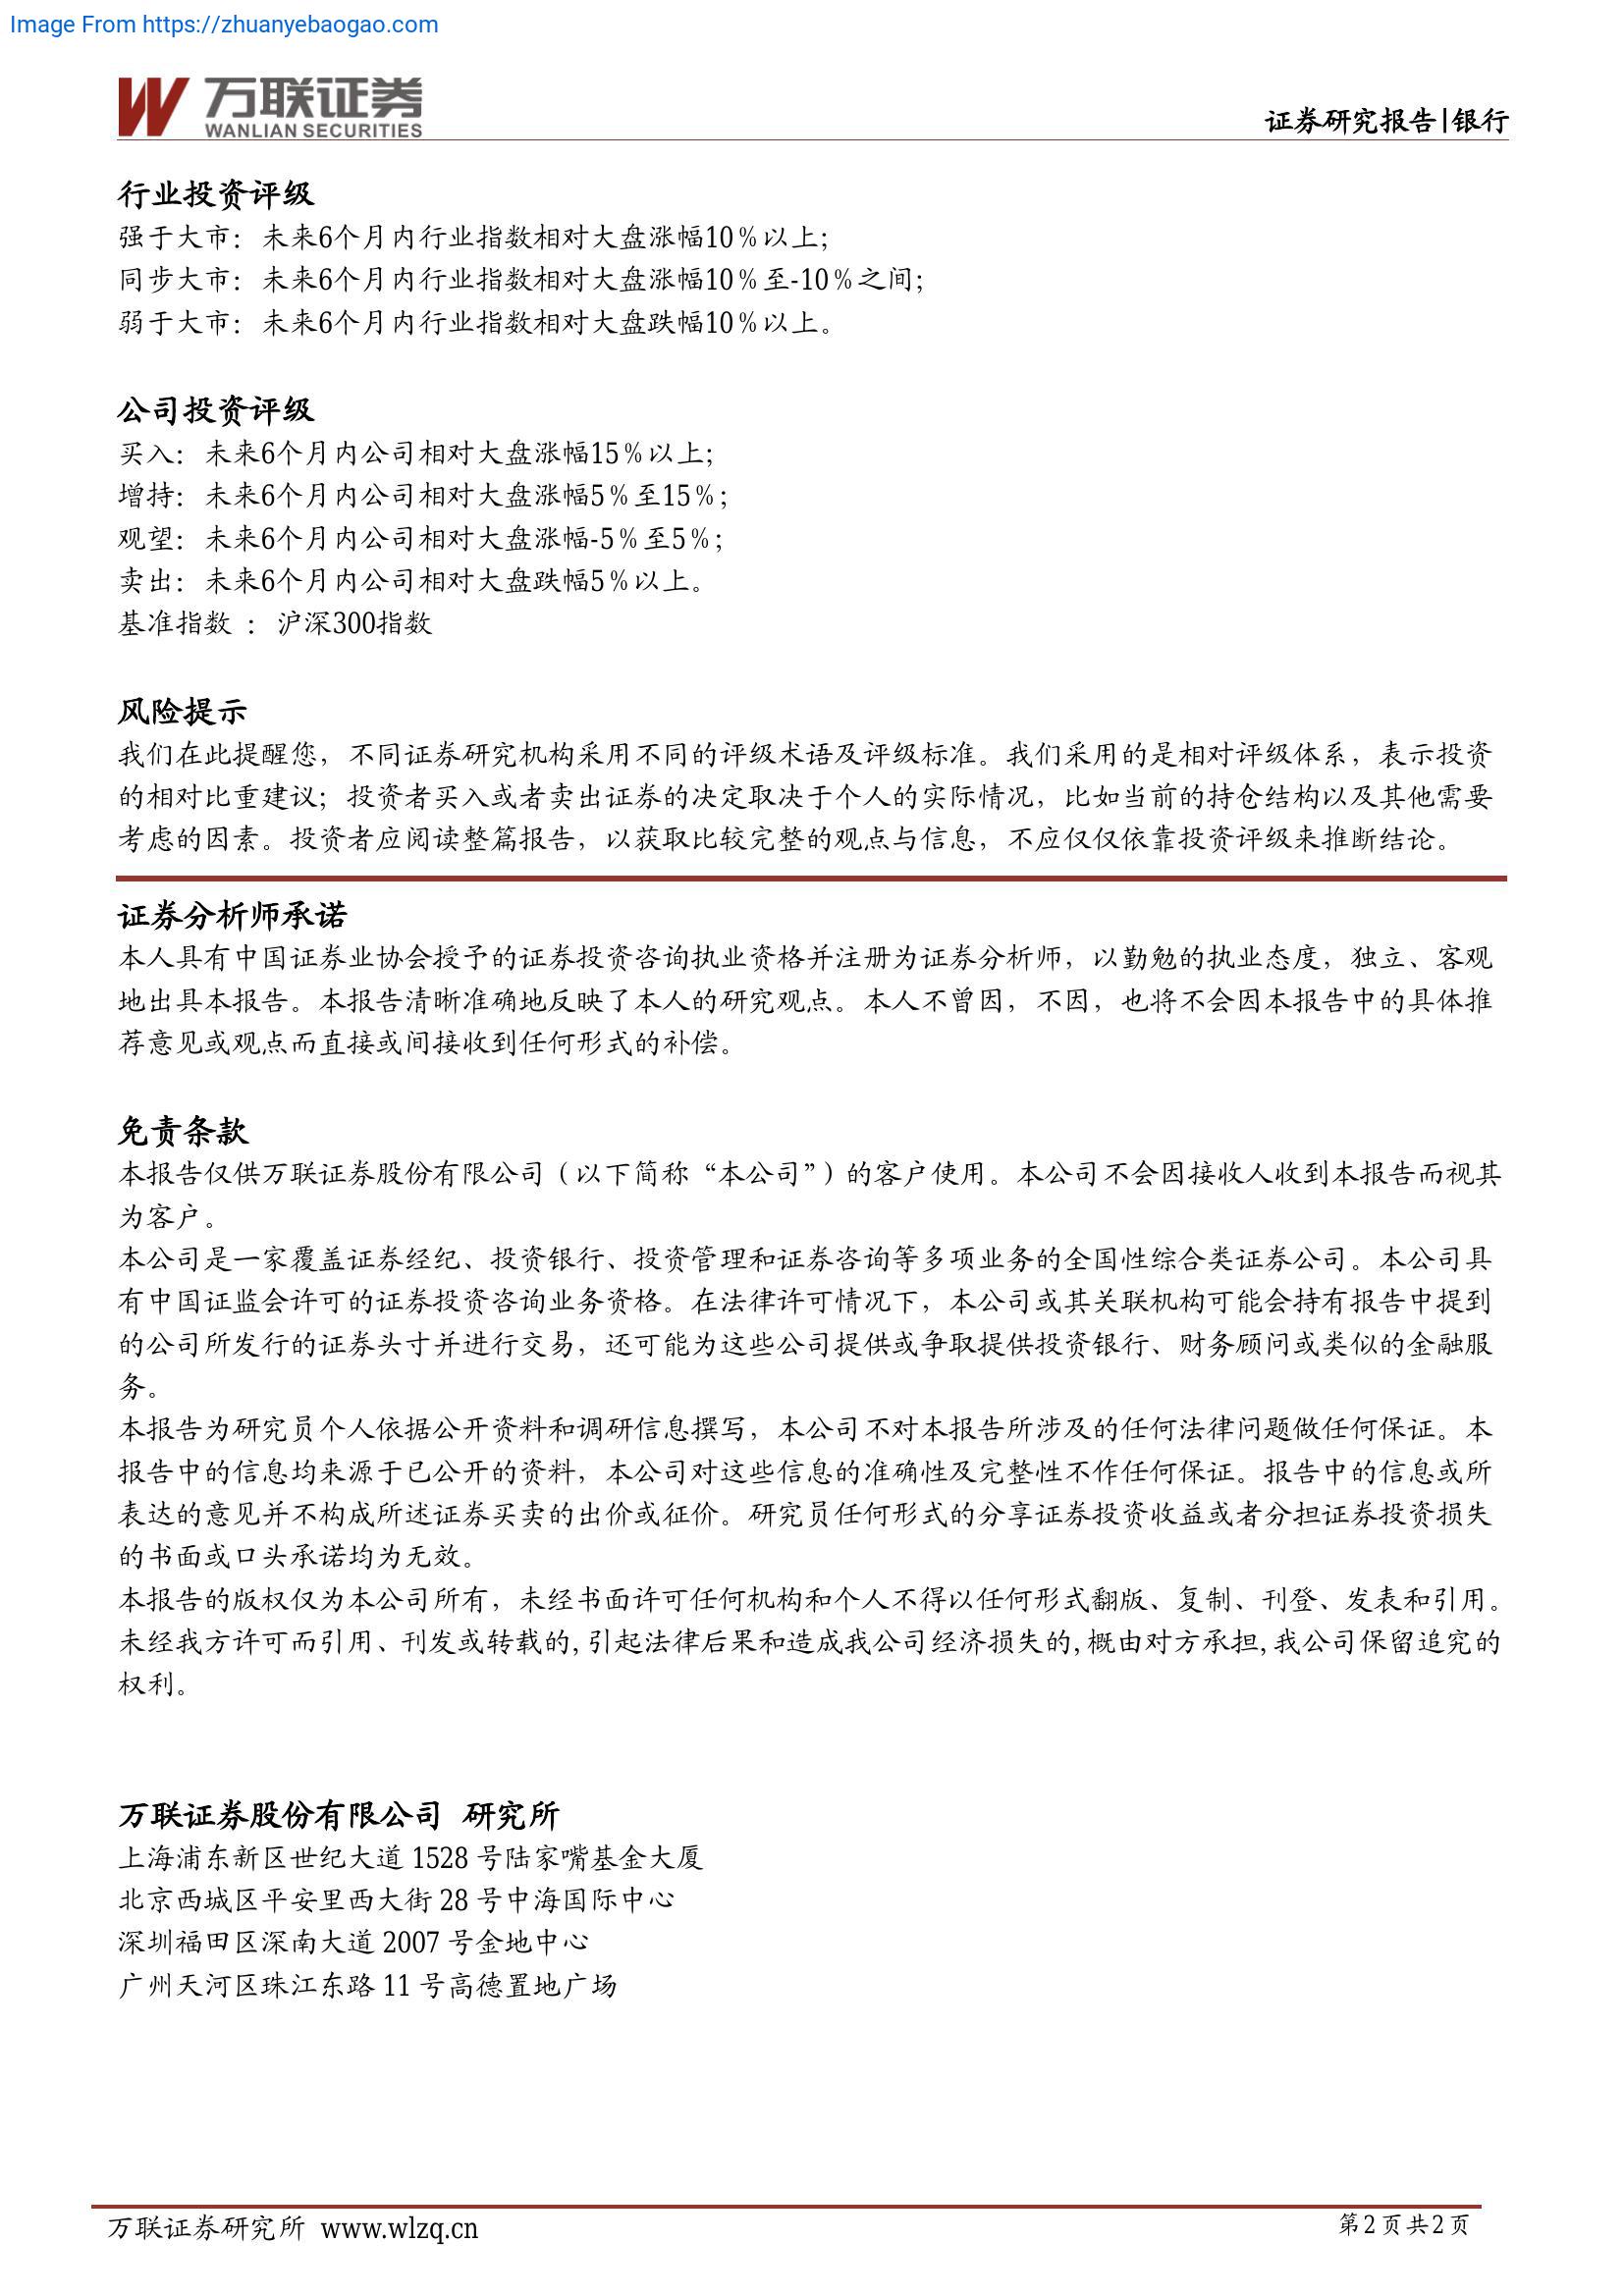 Image From https://zhuanyebaogao.com
万联证券
WANLIAN SECURITIES
证券研究报告|银行
行业投资评级
强于大市：未来6个月内行业指数相对大盘涨幅10％以上；
同步大市：未来6个月内行业指数相对大盘涨幅10％至-10％之间；
弱于大市：未来6个月内行业指数相对大盘跌幅10％以上。
公司投资评级
买入：未来6个月内公司相对大盘涨幅15％以上；
增持：未来6个月内公司相对大盘涨幅5％至15％；
观望：未来6个月内公司相对大盘涨幅-5％至5％；
卖出：未来6个月内公司相对大盘跌幅5％以上。
基准指数 ： 沪深300指数
风险提示
我们在此提醒您，不同证券研究机构采用不同的评级术语及评级标准。我们采用的是相对评级体系，表示投资
的相对比重建议；投资者买入或者卖出证券的决定取决于个人的实际情况，比如当前的持仓结构以及其他需要
考虑的因素。投资者应阅读整篇报告，以获取比较完整的观点与信息，不应仅仅依靠投资评级来推断结论。
证券分析师承诺
本人具有中国证券业协会授予的证券投资咨询执业资格并注册为证券分析师，以勤勉的执业态度，独立、客观
地出具本报告。本报告清晰准确地反映了本人的研究观点。本人不曾因，不因，也将不会因本报告中的具体推
荐意见或观点而直接或间接收到任何形式的补偿。
免责条款
本报告仅供万联证券股份有限公司（以下简称“本公司”）的客户使用。本公司不会因接收人收到本报告而视其
为客户。
本公司是一家覆盖证券经纪、投资银行、投资管理和证券咨询等多项业务的全国性综合类证券公司。本公司具
有中国证监会许可的证券投资咨询业务资格。在法律许可情况下，本公司或其关联机构可能会持有报告中提到
的公司所发行的证券头寸并进行交易，还可能为这些公司提供或争取提供投资银行、财务顾问或类似的金融服
务。
本报告为研究员个人依据公开资料和调研信息撰写，本公司不对本报告所涉及的任何法律问题做任何保证。本
报告中的信息均来源于已公开的资料，本公司对这些信息的准确性及完整性不作任何保证。报告中的信息或所
表达的意见并不构成所述证券买卖的出价或征价。研究员任何形式的分享证券投资收益或者分担证券投资损失
的书面或口头承诺均为无效。
本报告的版权仅为本公司所有，未经书面许可任何机构和个人不得以任何形式翻版、复制、刊登、发表和引用。
未经我方许可而引用、刊发或转载的,引起法律后果和造成我公司经济损失的,概由对方承担,我公司保留追究的
权利。
万联证券股份有限公司 研究所
上海浦东新区世纪大道 1528 号陆家嘴基金大厦
北京西城区平安里西大街 28 号中海国际中心
深圳福田区深南大道 2007 号金地中心
广州天河区珠江东路 11 号高德置地广场
万联证券研究所 www.wlzq.cn
第2页共2页